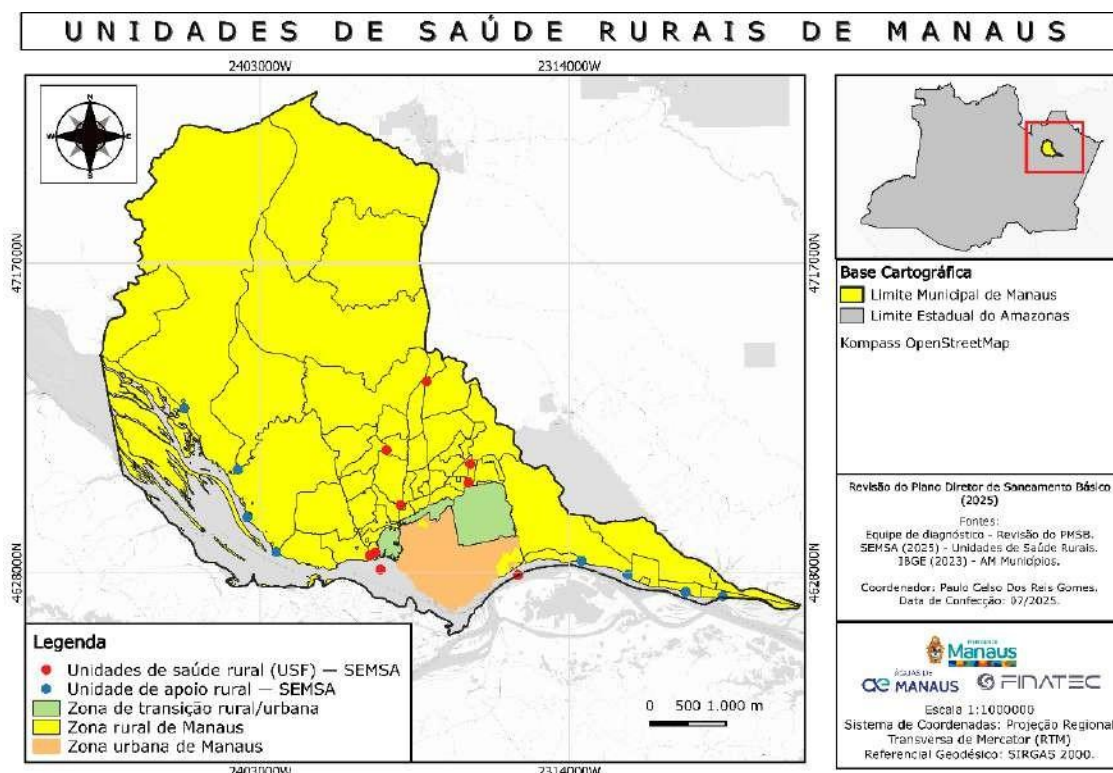 UNIDADES DE SAÚDE RURAIS DE MANAUS
2403000W
2314000W
N
W
E
S
4717000N
4717000N
4628000N
4628000N
Legenda
Unidades de saúde rural (USF) — SEMSA
Unidade de apoio rural — SEMSA
Zona de transição rural/urbana
Zona rural de Manaus
Zona urbana de Manaus
0 500 1.000 m
2403000W
2314000W
Base Cartográfica
Limite Municipal de Manaus
Limite Estadual do Amazonas
Kompass OpenStreetMap
Revisão do Plano Diretor de Saneamento Básico
(2025)
Fontes:
Equipe de diagnóstico - Revisão do PMSB.
SEMSA (2025) - Unidades de Saúde Rurais.
IBGE (2023) - AM Municípios.
Coordenador: Paulo Celso Dos Reis Gomes.
Data de Confecção: 07/2025.
Manaus
ÁGUAS DE
MANAUS
FINATEC
Escala 1:1000000
Sistema de Coordenadas: Projeção Regional
Transversa de Mercator (RTM)
Referencial Geodésico: SIRGAS 2000.